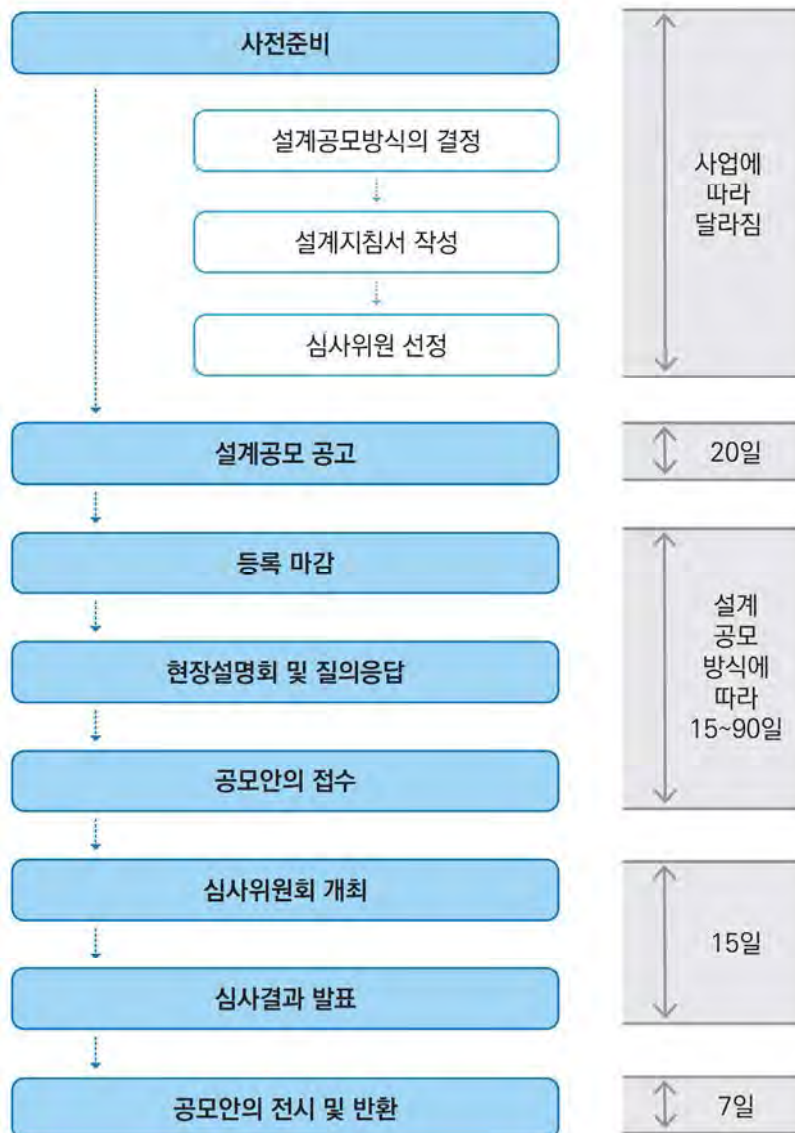 사전준비
설계공모방식의 결정
설계지침서 작성
심사위원 선정
사업에
따라
달라짐
설계공모 공고
20일
등록 마감
현장설명회 및 질의응답
공모안의 접수
설계
공모
방식에
따라
15~90일
심사위원회 개최
심사결과 발표
15일
공모안의 전시 및 반환
7일